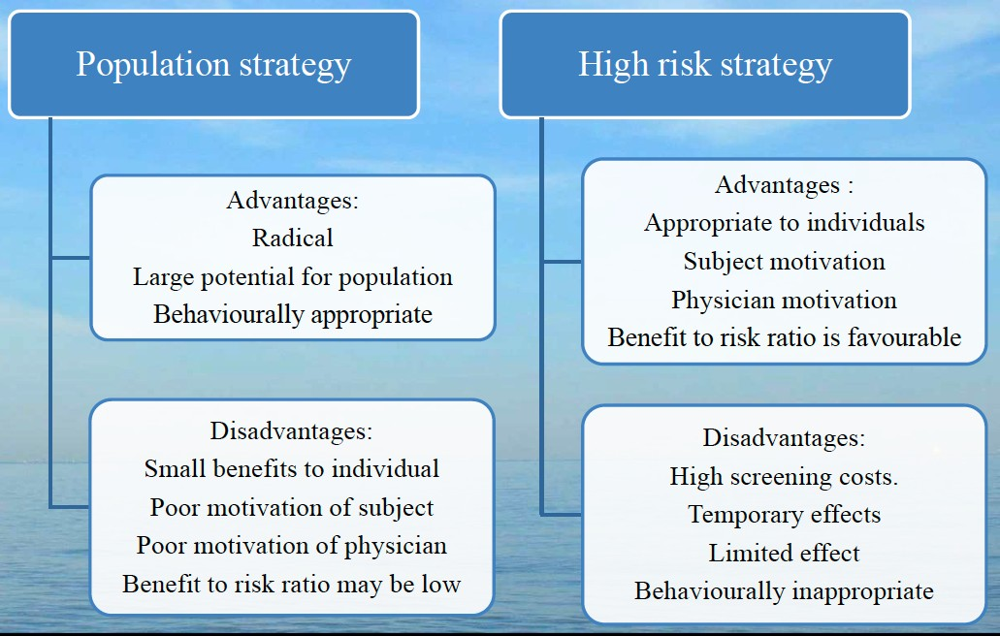 Population strategy
Advantages:
Radical
Large potential for population
Behaviourally appropriate
Disadvantages:
Small benefits to individual
Poor motivation of subject
Poor motivation of physician
Benefit to risk ratio may be low
High risk strategy
Advantages :
Appropriate to individuals
Subject motivation
Physician motivation
Benefit to risk ratio is favourable
Disadvantages:
High screening costs.
Temporary effects
Limited effect
Behaviourally inappropriate